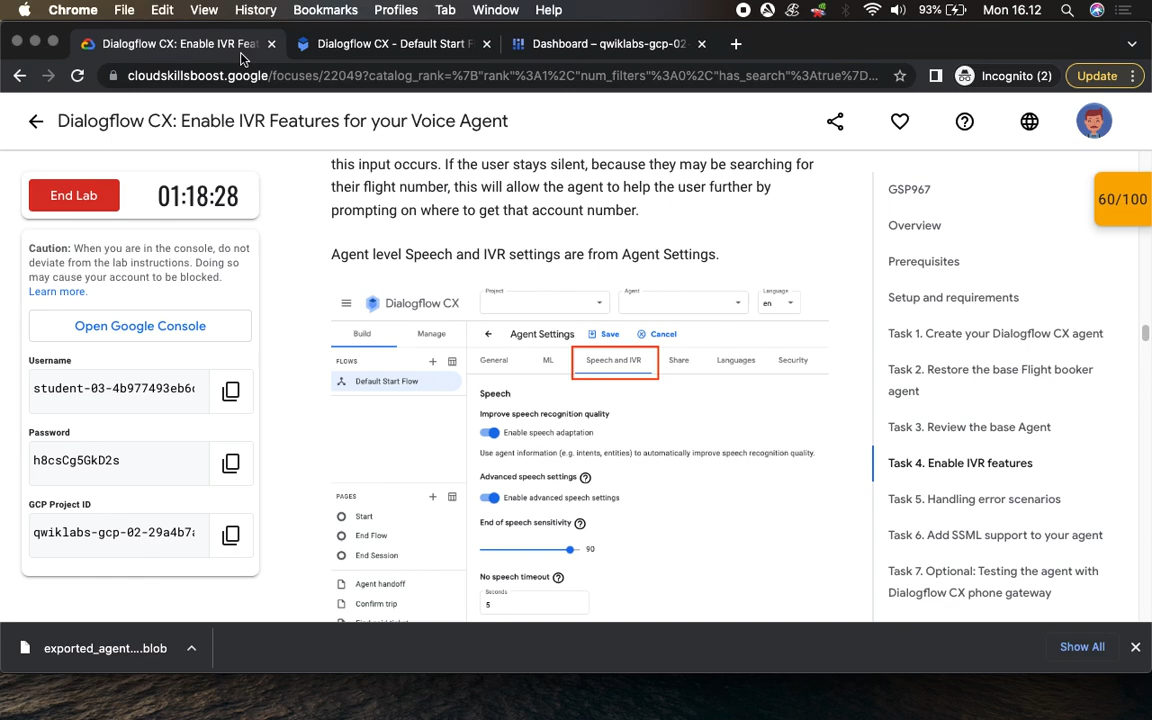 Chrome File Edit View History Bookmarks Profiles Tab Window Help 93% Mon 16.12
Dialogflow CX: Enable IVR Feat Dialogflow CX - Default Start F Dashboard – qwiklabs-gcp-02-
cloudskillsboost.google/focuses/22049?catalog_rank=%7B"rank"%3A1%2C"num_filters"%3A0%2C"has_search"%3Atrue%7D... Incognito (2) Update
Dialogflow CX: Enable IVR Features for your Voice Agent
End Lab 01:18:28
Caution: When you are in the console, do not
deviate from the lab instructions. Doing so
may cause your account to be blocked.
Learn more.
Open Google Console
Username
student-03-4b977493eb6c
Password
h8csCg5GkD2s
GCP Project ID
qwiklabs-gcp-02-29a4b7a
this input occurs. If the user stays silent, because they may be searching for
their flight number, this will allow the agent to help the user further by
prompting on where to get that account number.
Agent level Speech and IVR settings are from Agent Settings.
Dialogflow CX
Project
Agent
Language
en
Build Manage
Agent Settings Save Cancel
FLOWS
Default Start Flow
General ML Speech and IVR Share Languages Security
Speech
Improve speech recognition quality
Enable speech adaptation
Use agent information (e.g. intents, entities) to automatically improve speech recognition quality.
Advanced speech settings
Enable advanced speech settings
End of speech sensitivity
90
No speech timeout
Seconds
5
PAGES
Start
End Flow
End Session
Agent handoff
Confirm trip
GSP967
Overview
Prerequisites
Setup and requirements
Task 1. Create your Dialogflow CX agent
Task 2. Restore the base Flight booker
agent
Task 3. Review the base Agent
Task 4. Enable IVR features
Task 5. Handling error scenarios
Task 6. Add SSML support to your agent
Task 7. Optional: Testing the agent with
Dialogflow CX phone gateway
60/100
exported_agent....blob
Show All